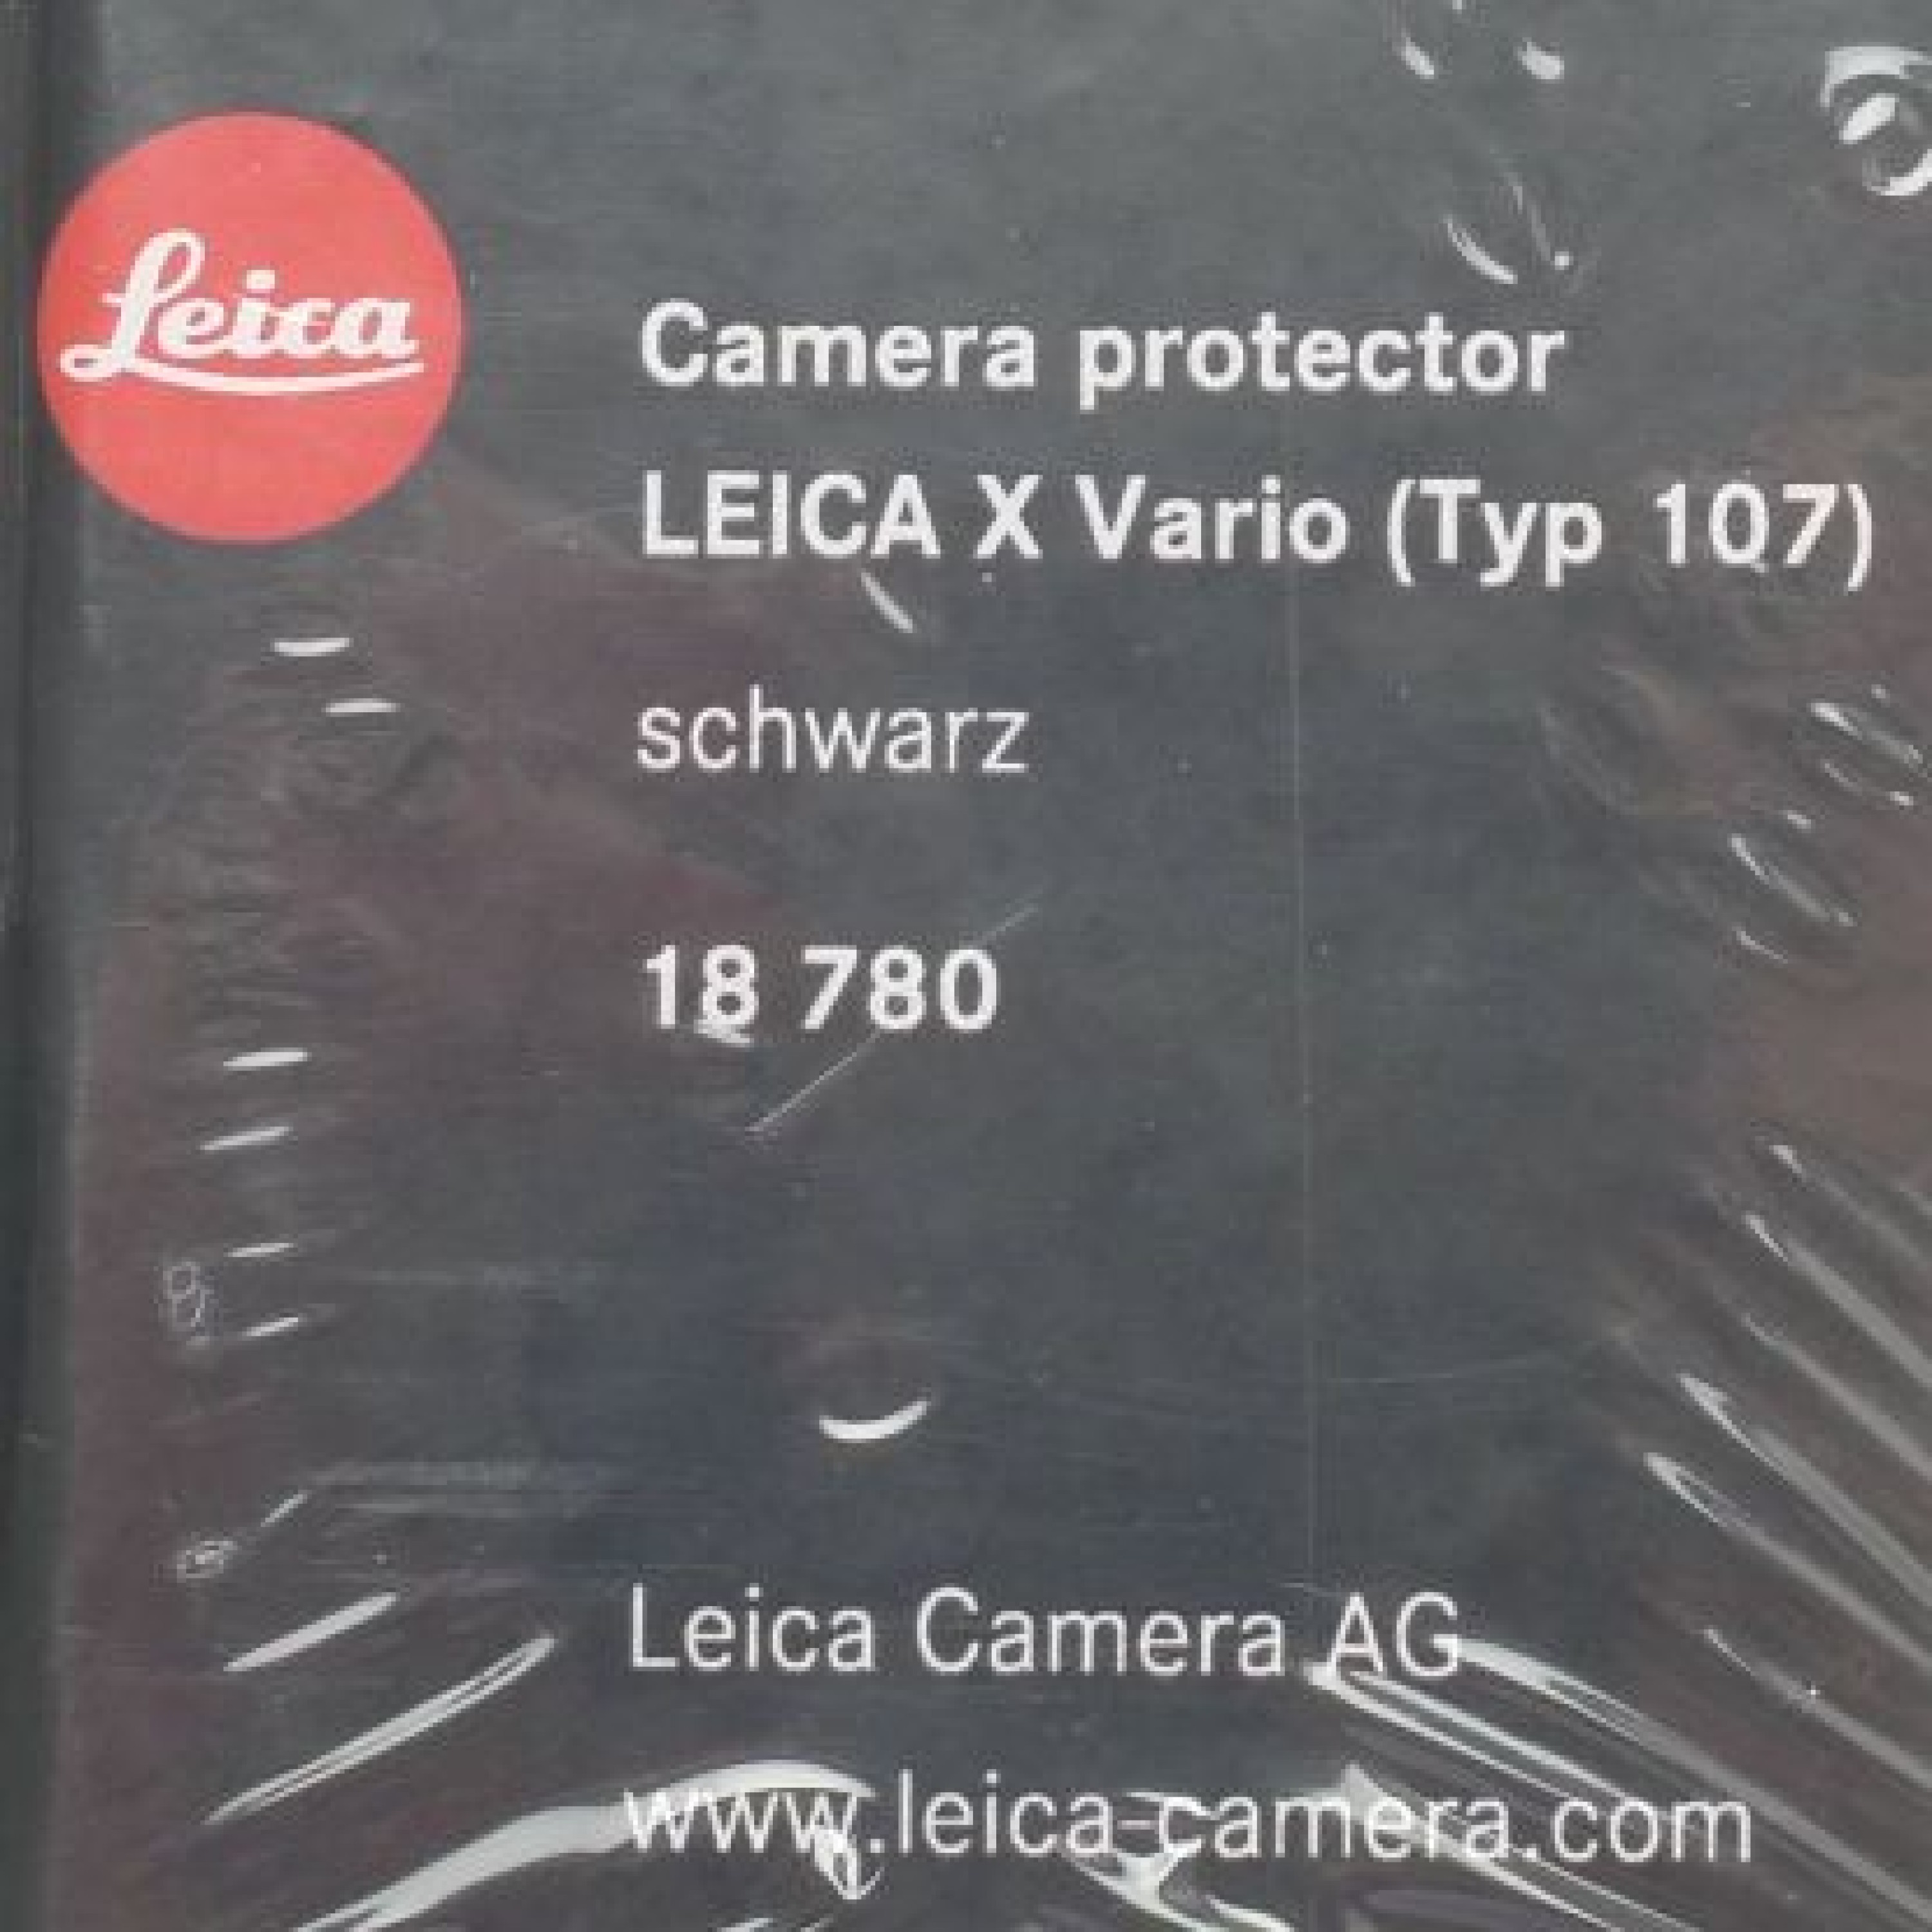 Leica
Camera protector
LEICA X Vario (Typ 107)
schwarz
18 780
Leica Camera AG
www.leica-camera.com